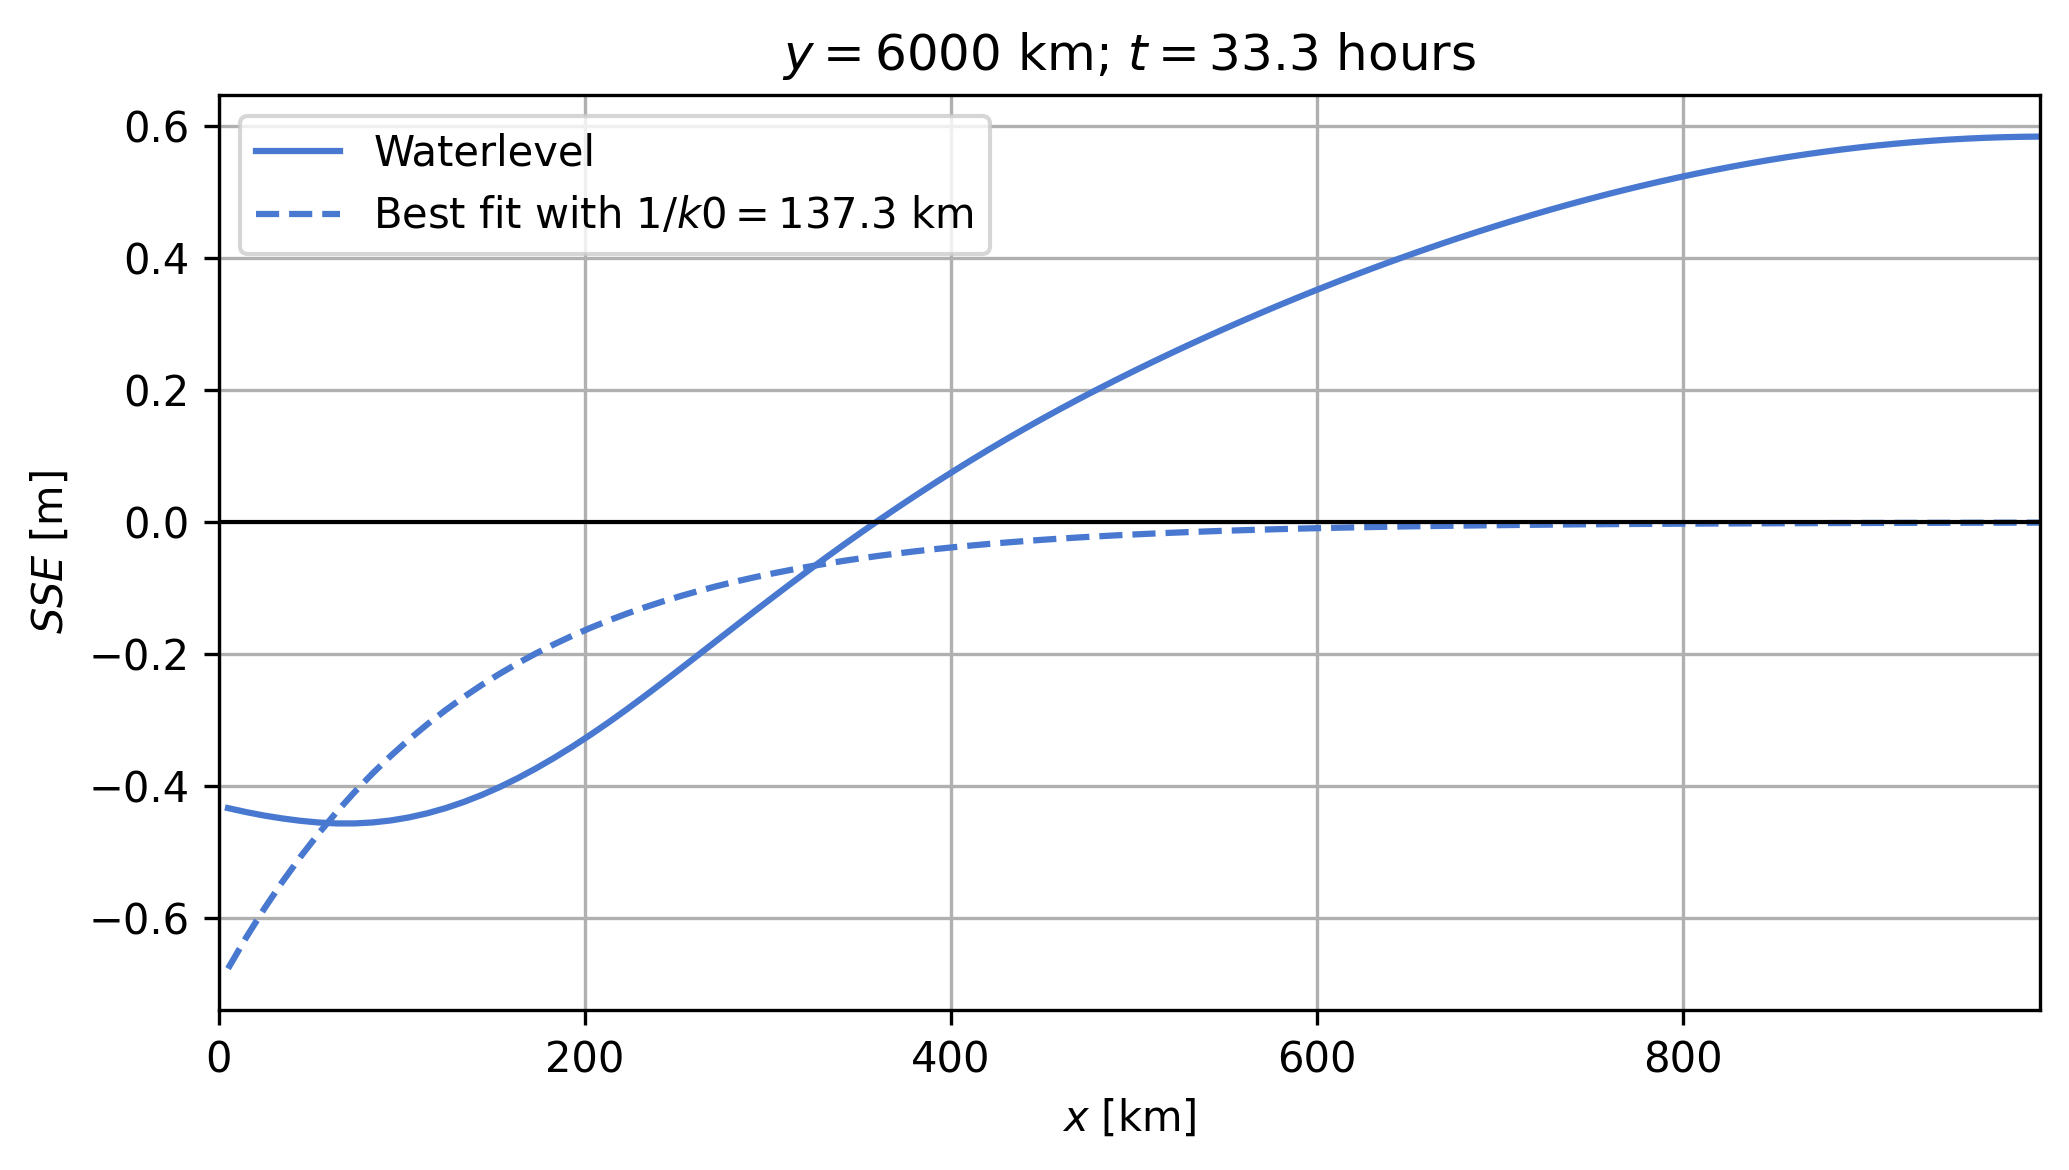 y = 6000 km; t = 33.3 hours
Waterlevel
Best fit with 1/k0 = 137.3 km
0.6
0.4
0.2
0.0
−0.2
−0.4
−0.6
SSE [m]
0 200 400 600 800
x [km]